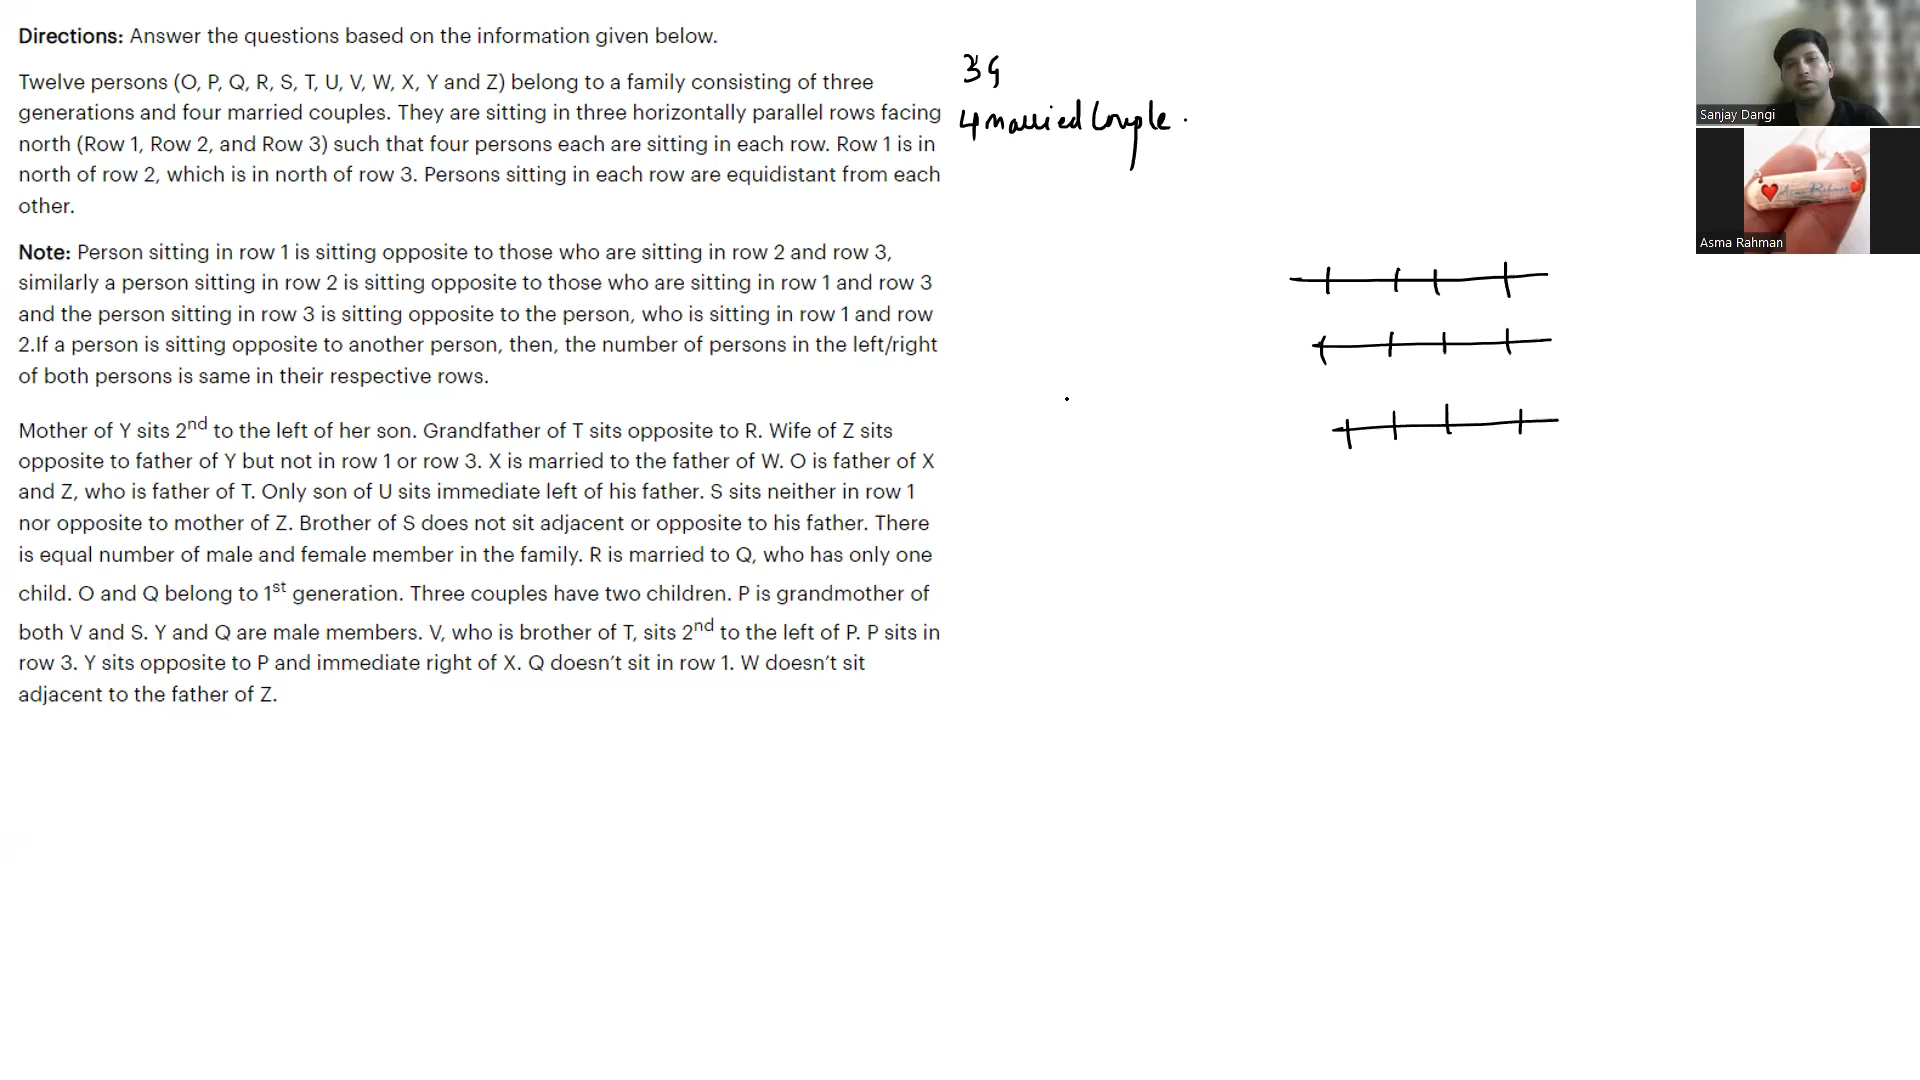 Directions: Answer the questions based on the information given below.
Twelve persons (O, P, Q, R, S, T, U, V, W, X, Y and Z) belong to a family consisting of three
generations and four married couples. They are sitting in three horizontally parallel rows facing
north (Row 1, Row 2, and Row 3) such that four persons each are sitting in each row. Row 1 is in
north of row 2, which is in north of row 3. Persons sitting in each row are equidistant from each
other.
Note: Person sitting in row 1 is sitting opposite to those who are sitting in row 2 and row 3,
similarly a person sitting in row 2 is sitting opposite to those who are sitting in row 1 and row 3
and the person sitting in row 3 is sitting opposite to the person, who is sitting in row 1 and row
2.If a person is sitting opposite to another person, then, the number of persons in the left/right
of both persons is same in their respective rows.
Mother of Y sits 2nd to the left of her son. Grandfather of T sits opposite to R. Wife of Z sits
opposite to father of Y but not in row 1 or row 3. X is married to the father of W. O is father of X
and Z, who is father of T. Only son of U sits immediate left of his father. S sits neither in row 1
nor opposite to mother of Z. Brother of S does not sit adjacent or opposite to his father. There
is equal number of male and female member in the family. R is married to Q, who has only one
child. O and Q belong to 1st generation. Three couples have two children. P is grandmother of
both V and S. Y and Q are male members. V, who is brother of T, sits 2nd to the left of P. P sits in
row 3. Y sits opposite to P and immediate right of X. Q doesn't sit in row 1. W doesn't sit
adjacent to the father of Z.
3G
4 married Couple .
Sanjay Dangi
Asma Rahman